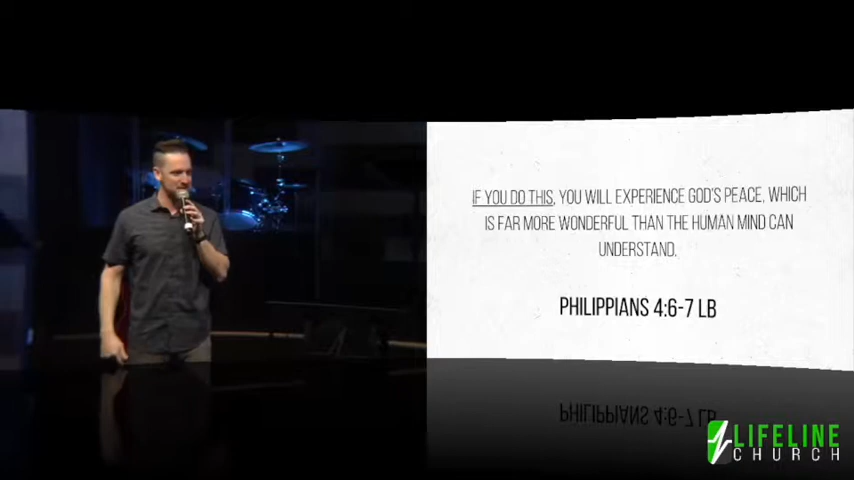 IF YOU DO THIS, YOU WILL EXPERIENCE GOD'S PEACE, WHICH
IS FAR MORE WONDERFUL THAN THE HUMAN MIND CAN
UNDERSTAND.
PHILIPPIANS 4:6-7 LB
PHILIPPIANS 4:6-7 LB
LIFELINE
CHURCH